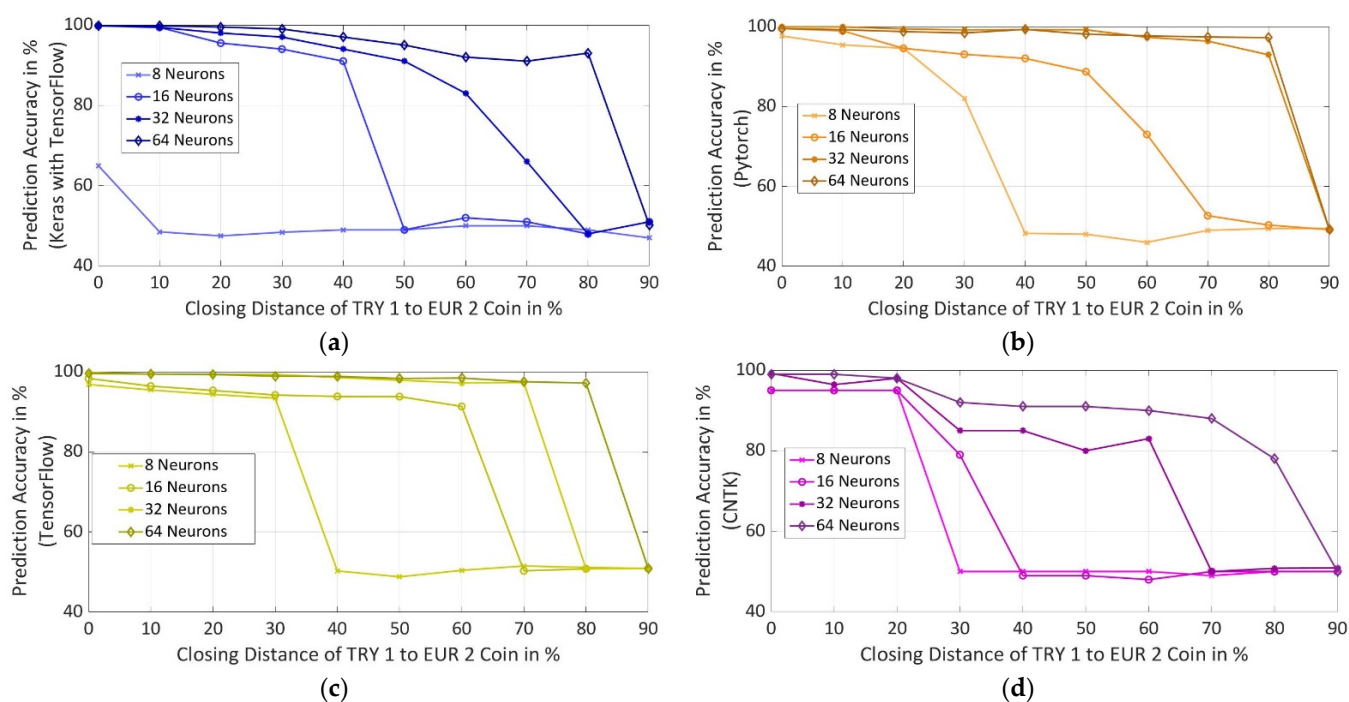 Prediction Accuracy in %
(Keras with TensorFlow)
100
80
60
40
8 Neurons
16 Neurons
32 Neurons
64 Neurons
0 10 20 30 40 50 60 70 80 90
Closing Distance of TRY 1 to EUR 2 Coin in %
(a)
Prediction Accuracy in %
(Pytorch)
100
80
60
40
8 Neurons
16 Neurons
32 Neurons
64 Neurons
0 10 20 30 40 50 60 70 80 90
Closing Distance of TRY 1 to EUR 2 Coin in %
(b)
Prediction Accuracy in %
(TensorFlow)
100
80
60
40
8 Neurons
16 Neurons
32 Neurons
64 Neurons
0 10 20 30 40 50 60 70 80 90
Closing Distance of TRY 1 to EUR 2 Coin in %
(c)
Prediction Accuracy in %
(CNTK)
100
80
60
40
8 Neurons
16 Neurons
32 Neurons
64 Neurons
0 10 20 30 40 50 60 70 80 90
Closing Distance of TRY 1 to EUR 2 Coin in %
(d)